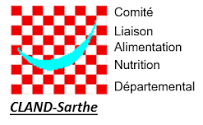 Comité
Liaison
Alimentation
Nutrition
Départemental
CLAND-Sarthe